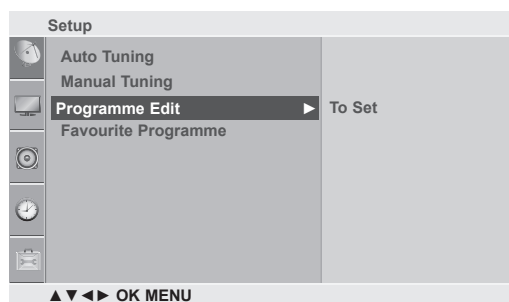 Setup
Auto Tuning
Manual Tuning
Programme Edit ► To Set
Favourite Programme
▲▼◄► OK MENU